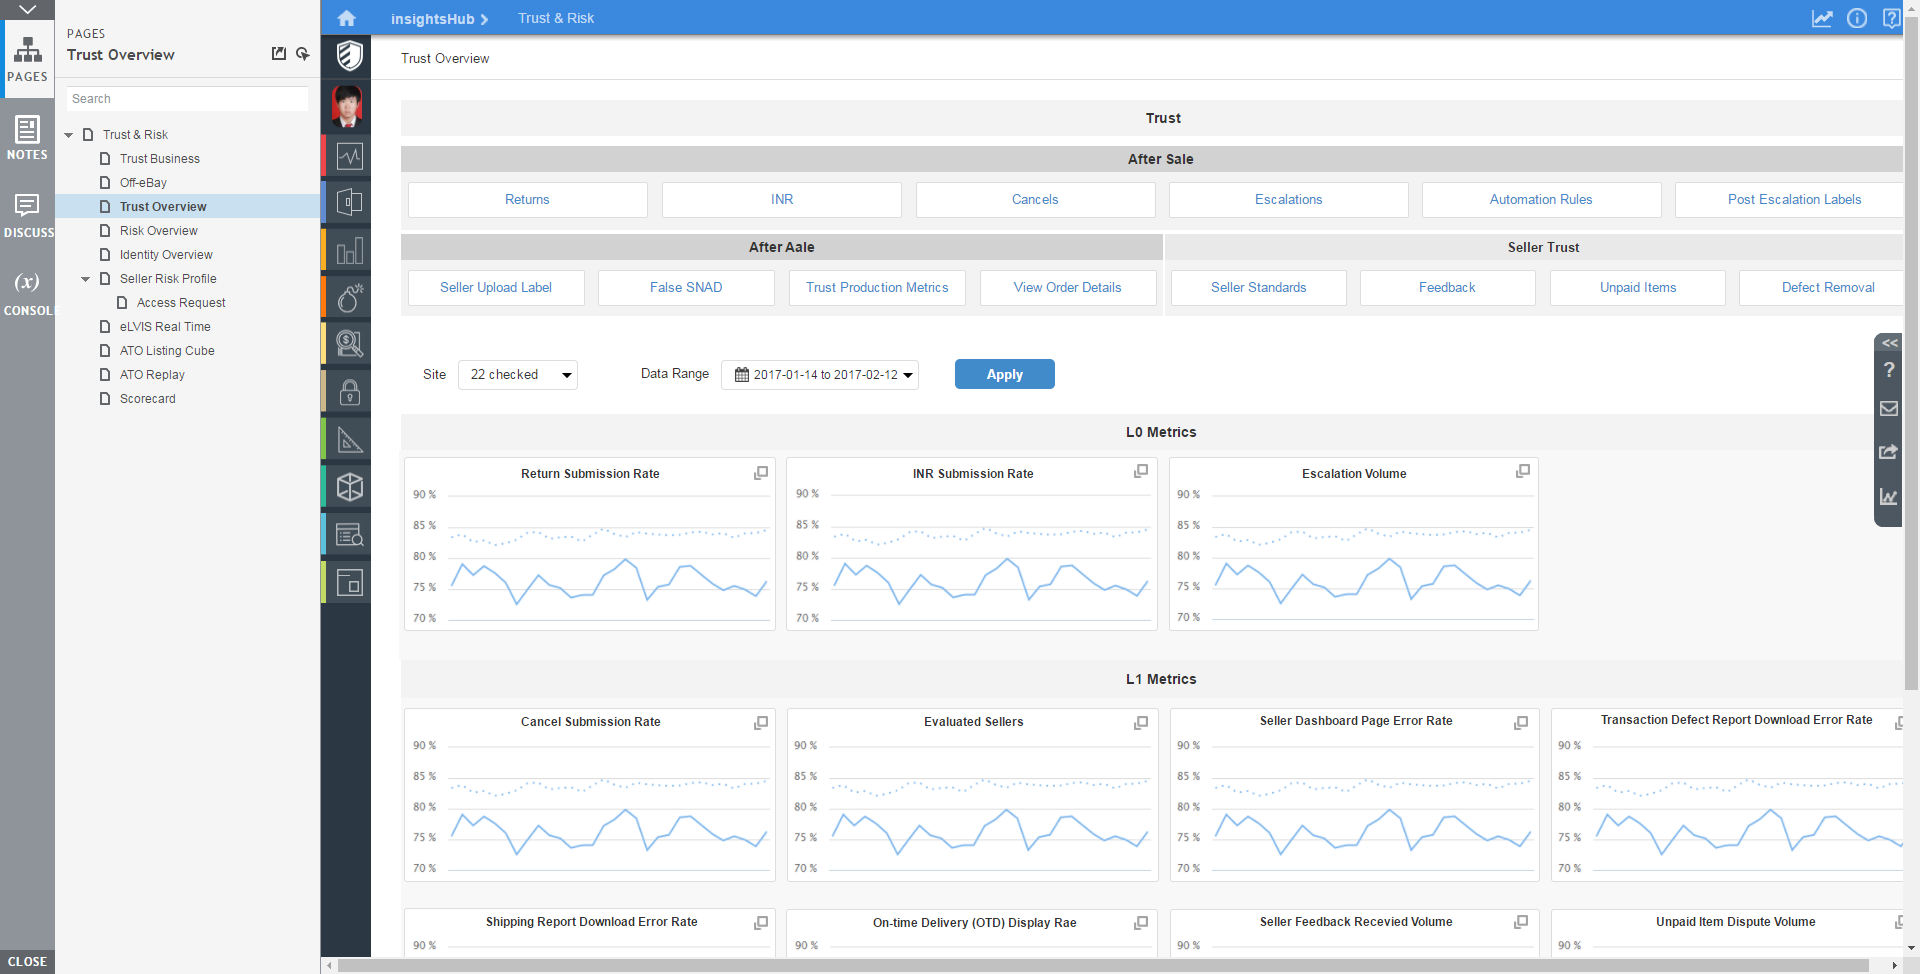 PAGES
Trust Overview
Search
Trust & Risk
Trust Business
Off-eBay
Trust Overview
Risk Overview
Identity Overview
Seller Risk Profile
Access Request
eLVIS Real Time
ATO Listing Cube
ATO Replay
Scorecard
PAGES
NOTES
DISCUSS
(x)
CONSOL
CLOSE
insightsHub
Trust & Risk
Trust Overview
Trust
After Sale
Returns
INR
Cancels
Escalations
Automation Rules
Post Escalation Labels
After Aale
Seller Trust
Seller Upload Label
False SNAD
Trust Production Metrics
View Order Details
Seller Standards
Feedback
Unpaid Items
Defect Removal
Site
22 checked
Data Range
2017-01-14 to 2017-02-12
Apply
<<
?
L0 Metrics
Return Submission Rate
90 %
85 %
80 %
75 %
70 %
INR Submission Rate
90 %
85 %
80 %
75 %
70 %
Escalation Volume
90 %
85 %
80 %
75 %
70 %
L1 Metrics
Cancel Submission Rate
90 %
85 %
80 %
75 %
70 %
Evaluated Sellers
90 %
85 %
80 %
75 %
70 %
Seller Dashboard Page Error Rate
90 %
85 %
80 %
75 %
70 %
Transaction Defect Report Download Error Rate
90 %
85 %
80 %
75 %
70 %
Shipping Report Download Error Rate
90 %
On-time Delivery (OTD) Display Rae
90 %
Seller Feedback Recevied Volume
90 %
Unpaid Item Dispute Volume
90 %